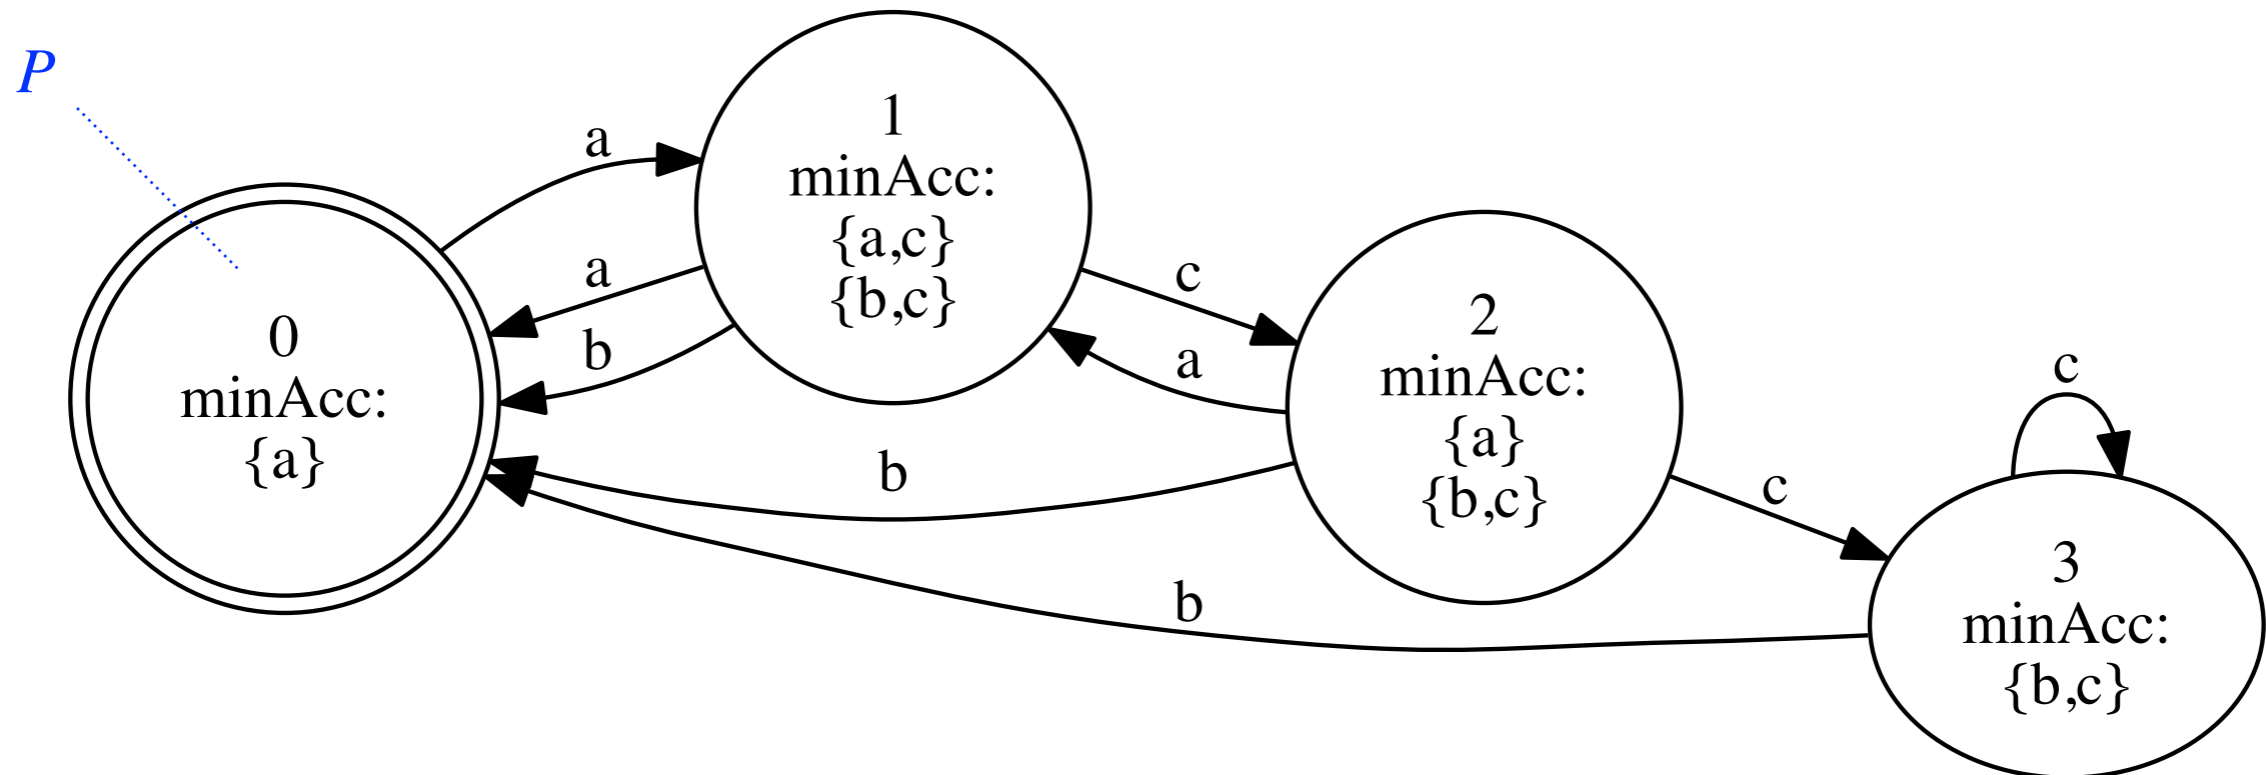 P
0
minAcc:
{a}
a
a
b
1
minAcc:
{a,c}
{b,c}
c
a
b
b
2
minAcc:
{a}
{b,c}
c
c
3
minAcc:
{b,c}